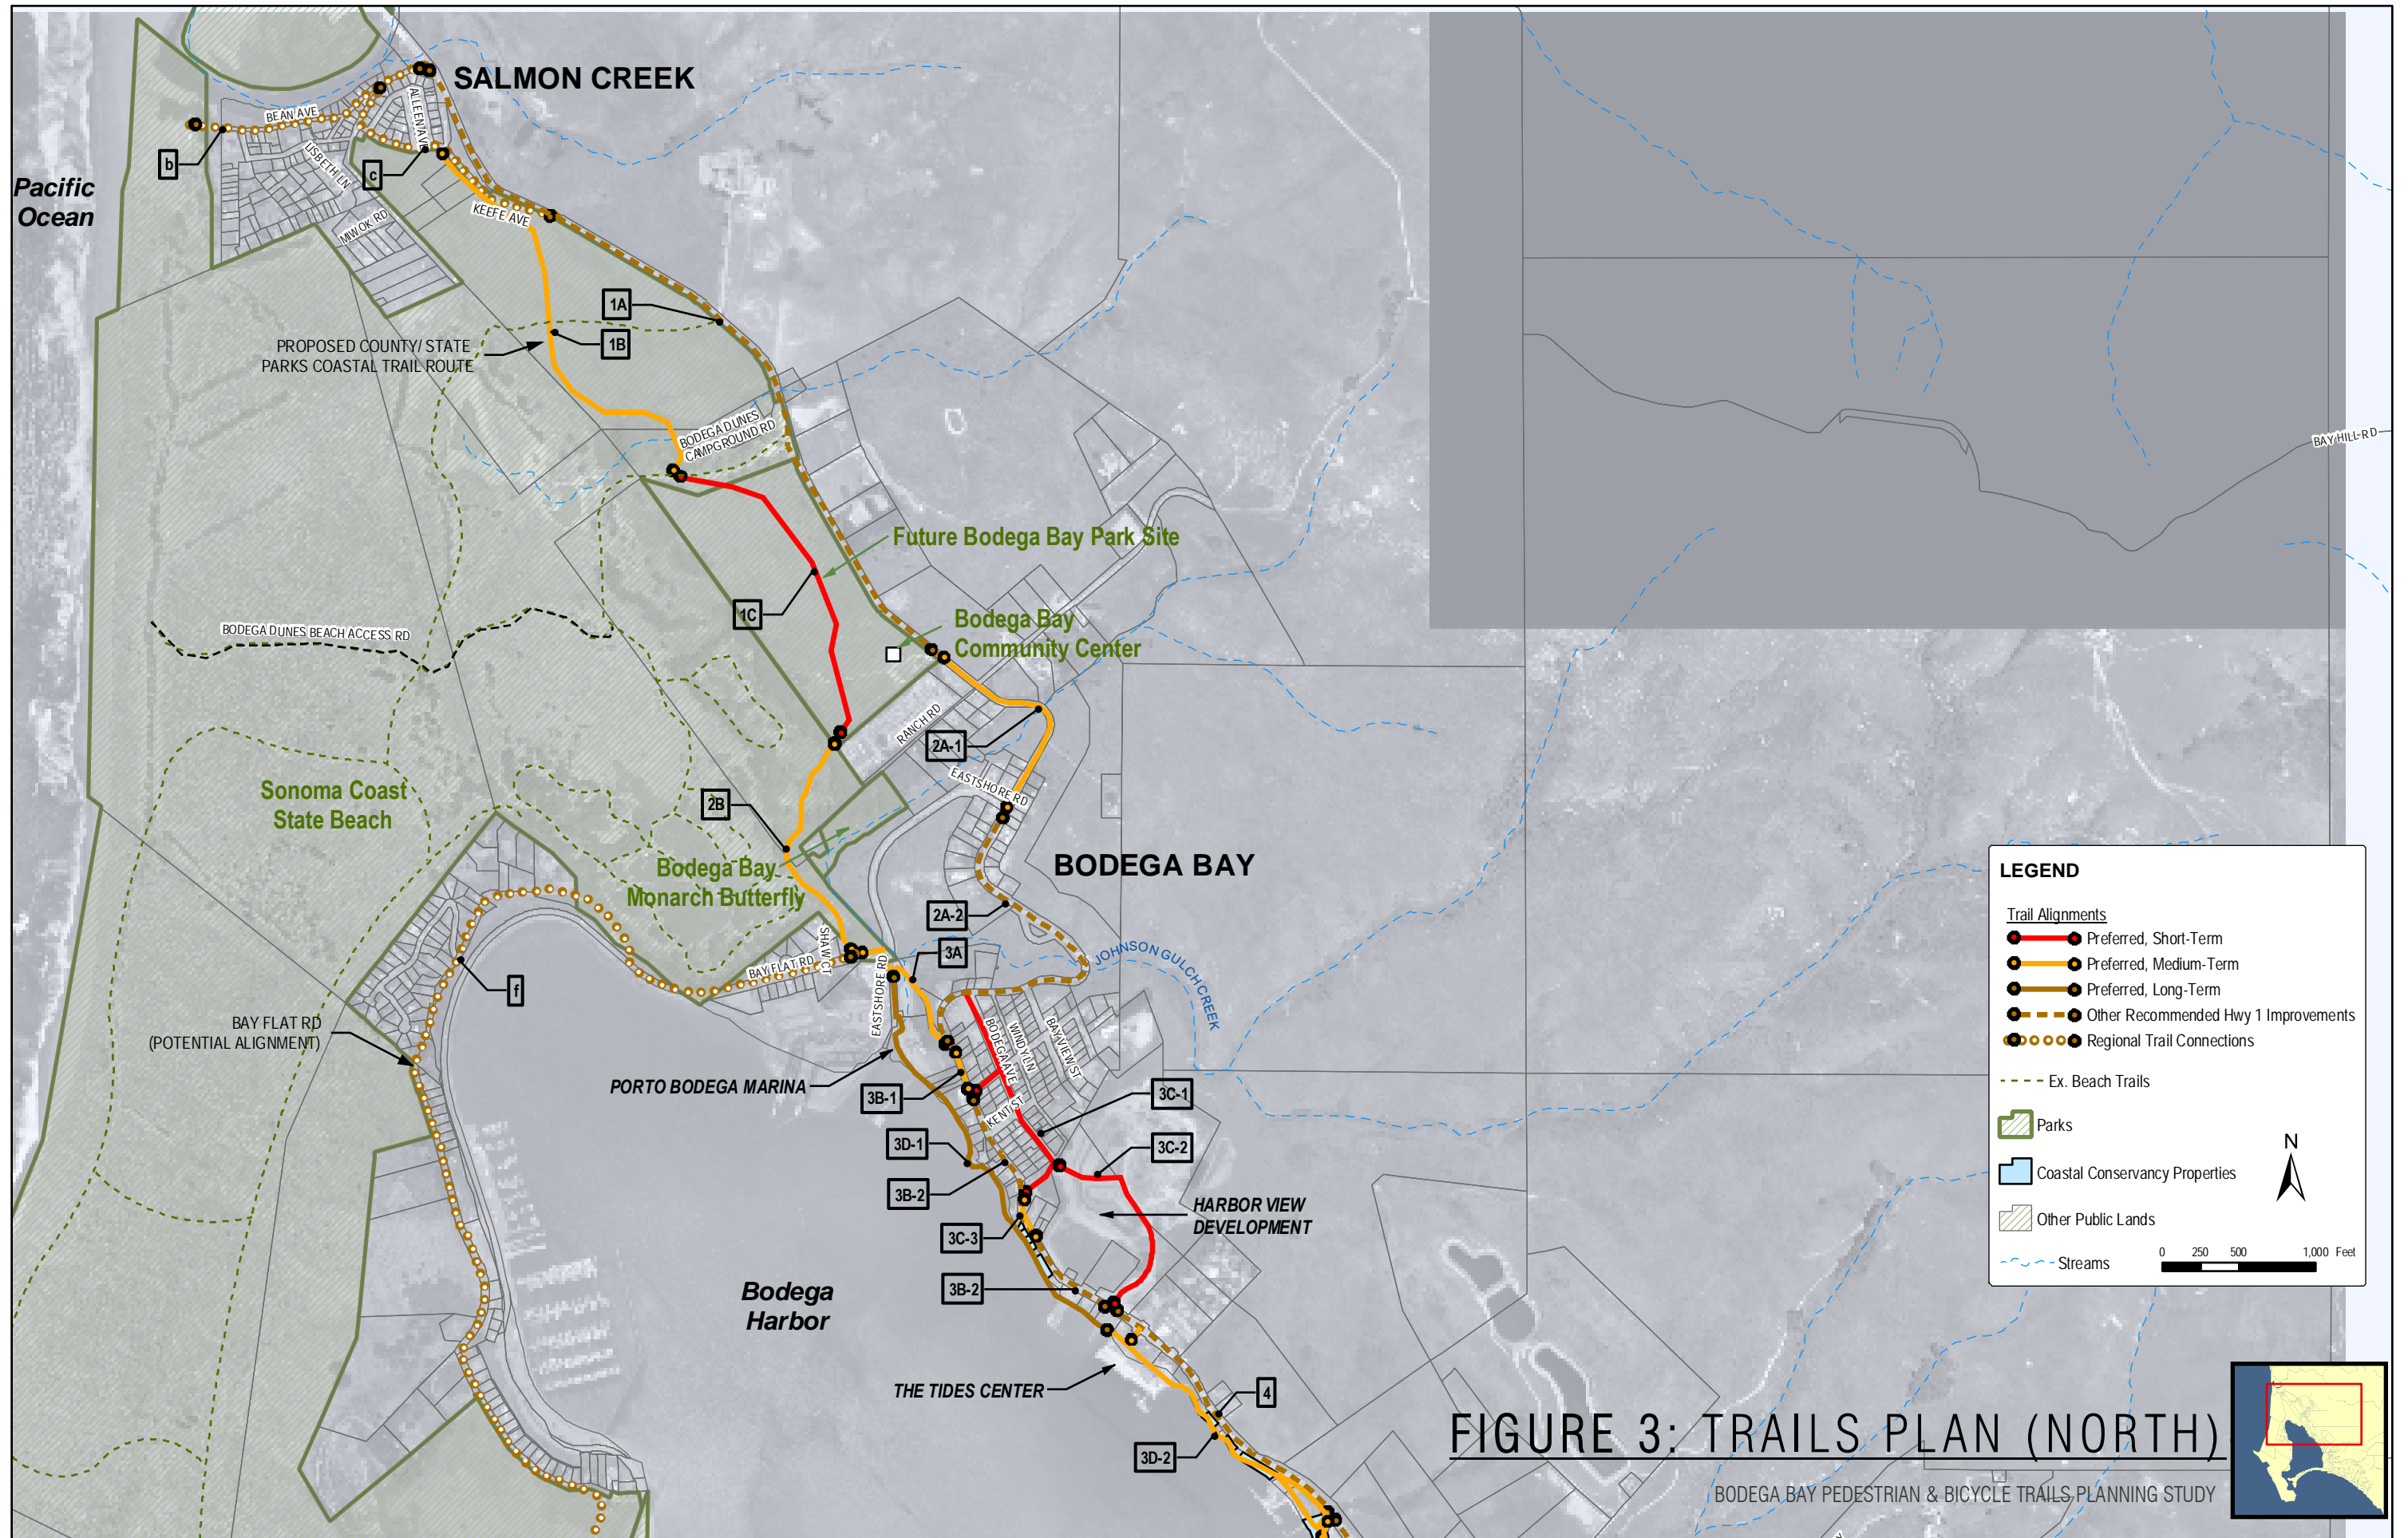 SALMON CREEK
BEAN AVE
ALLEEN AVE
b
LISBETH LN
c
Pacific
Ocean
KEEFE AVE
MIWOK RD
1A
1B
PROPOSED COUNTY/ STATE
PARKS COASTAL TRAIL ROUTE
BODEGA DUNES
CAMPGROUND RD
BAY HILL RD
Future Bodega Bay Park Site
1C
Bodega Bay
Community Center
BODEGA DUNES BEACH ACCESS RD
RANCH RD
2A-1
EASTSHORE RD
Sonoma Coast
State Beach
2B
BODEGA BAY
Bodega Bay
Monarch Butterfly
2A-2
SHAW CT
3A
BAY FLAT RD
EASTSHORE RD
JOHNSON GULCH CREEK
f
BAY FLAT RD
(POTENTIAL ALIGNMENT)
BODEGA AVE
WINDY LN
BAYVIEW ST
PORTO BODEGA MARINA
3B-1
KENT ST
3C-1
3D-1
3C-2
3B-2
HARBOR VIEW
DEVELOPMENT
3C-3
3B-2
Bodega
Harbor
THE TIDES CENTER
4
3D-2
LEGEND
Trail Alignments
Preferred, Short-Term
Preferred, Medium-Term
Preferred, Long-Term
Other Recommended Hwy 1 Improvements
Regional Trail Connections
Ex. Beach Trails
Parks
N
Coastal Conservancy Properties
Other Public Lands
0 250 500 1,000 Feet
Streams
FIGURE 3: TRAILS PLAN (NORTH)
BODEGA BAY PEDESTRIAN & BICYCLE TRAILS PLANNING STUDY